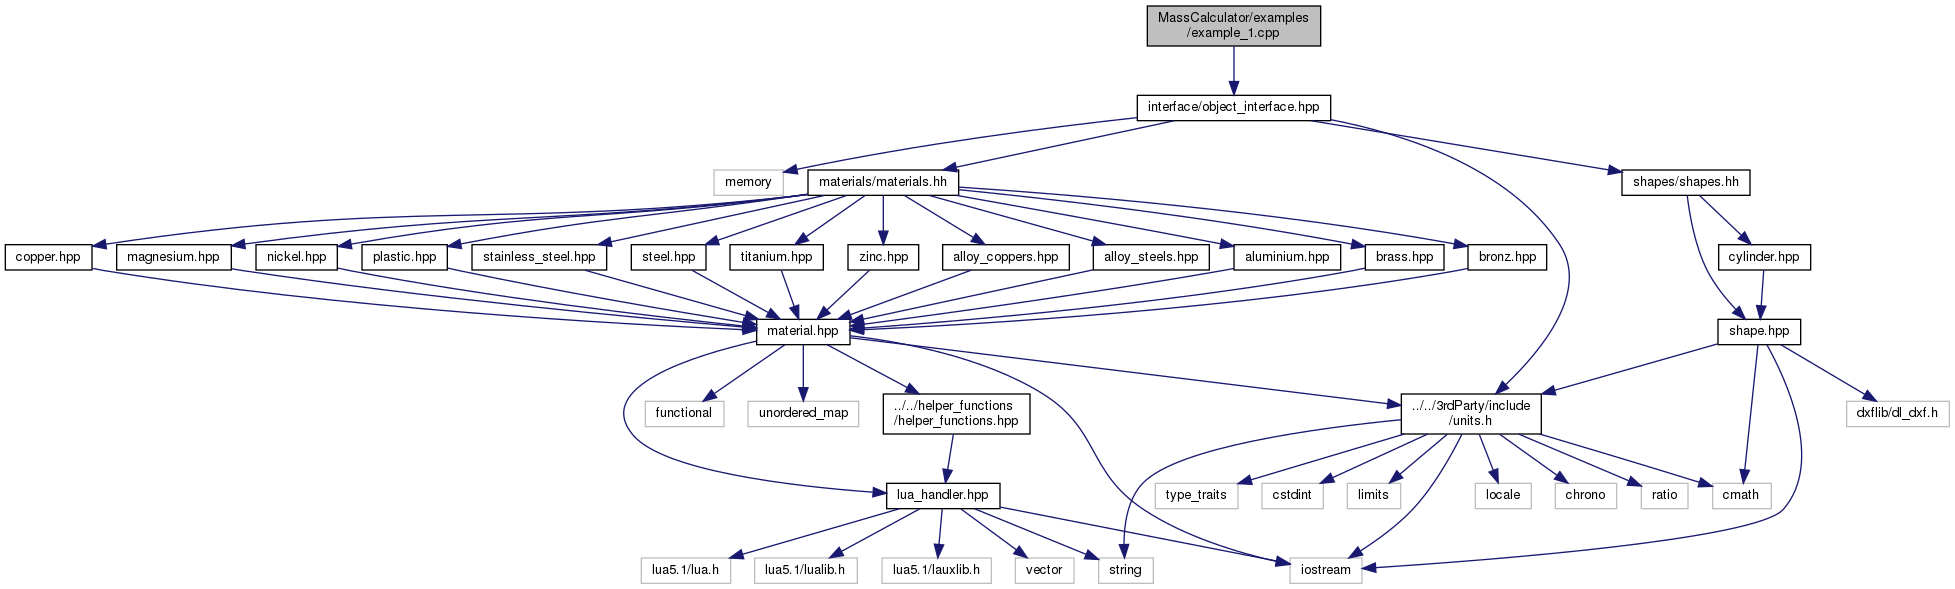 MassCalculator/examples
/example_1.cpp
interface/object_interface.hpp
memory
materials/materials.hh
shapes/shapes.hh
copper.hpp
magnesium.hpp
nickel.hpp
plastic.hpp
stainless_steel.hpp
steel.hpp
titanium.hpp
zinc.hpp
alloy_coppers.hpp
alloy_steels.hpp
aluminium.hpp
brass.hpp
bronz.hpp
cylinder.hpp
material.hpp
shape.hpp
functional
unordered_map
../../helper_functions
/helper_functions.hpp
../../3rdParty/include
/units.h
dxflib/dl_dxf.h
lua_handler.hpp
type_traits
cstdint
limits
locale
chrono
ratio
cmath
lua5.1/lua.h
lua5.1/lualib.h
lua5.1/lauxlib.h
vector
string
iostream